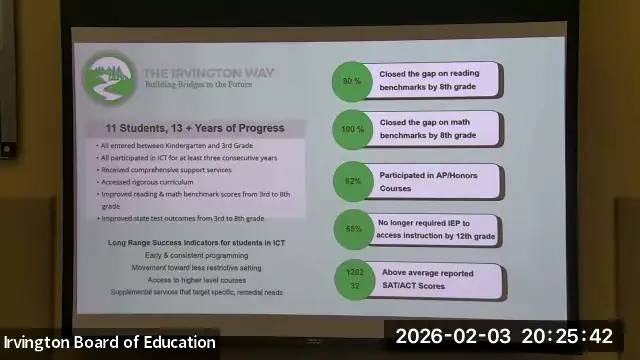 THE IRVINGTON WAY
Building Bridges to the Future
11 Students, 13 + Years of Progress
• All entered between Kindergarten and 3rd Grade
• All participated in ICT for at least three consecutive years
• Received comprehensive support services
• Accessed rigorous curriculum
• Improved reading & math benchmark scores from 3rd to 8th
grade
• Improved state test outcomes from 3rd to 8th grade
Long Range Success Indicators for students in ICT
Early & consistent programming
Movement toward less restrictive setting
Access to higher level courses
Supplemental services that target specific, remedial needs
90 %
Closed the gap on reading
benchmarks by 8th grade
100 %
Closed the gap on math
benchmarks by 8th grade
82%
Participated in AP/Honors
Courses
65%
No longer required IEP to
access instruction by 12th grade
1202
32
Above average reported
SAT/ACT Scores
Irvington Board of Education
2026-02-03 20:25:42